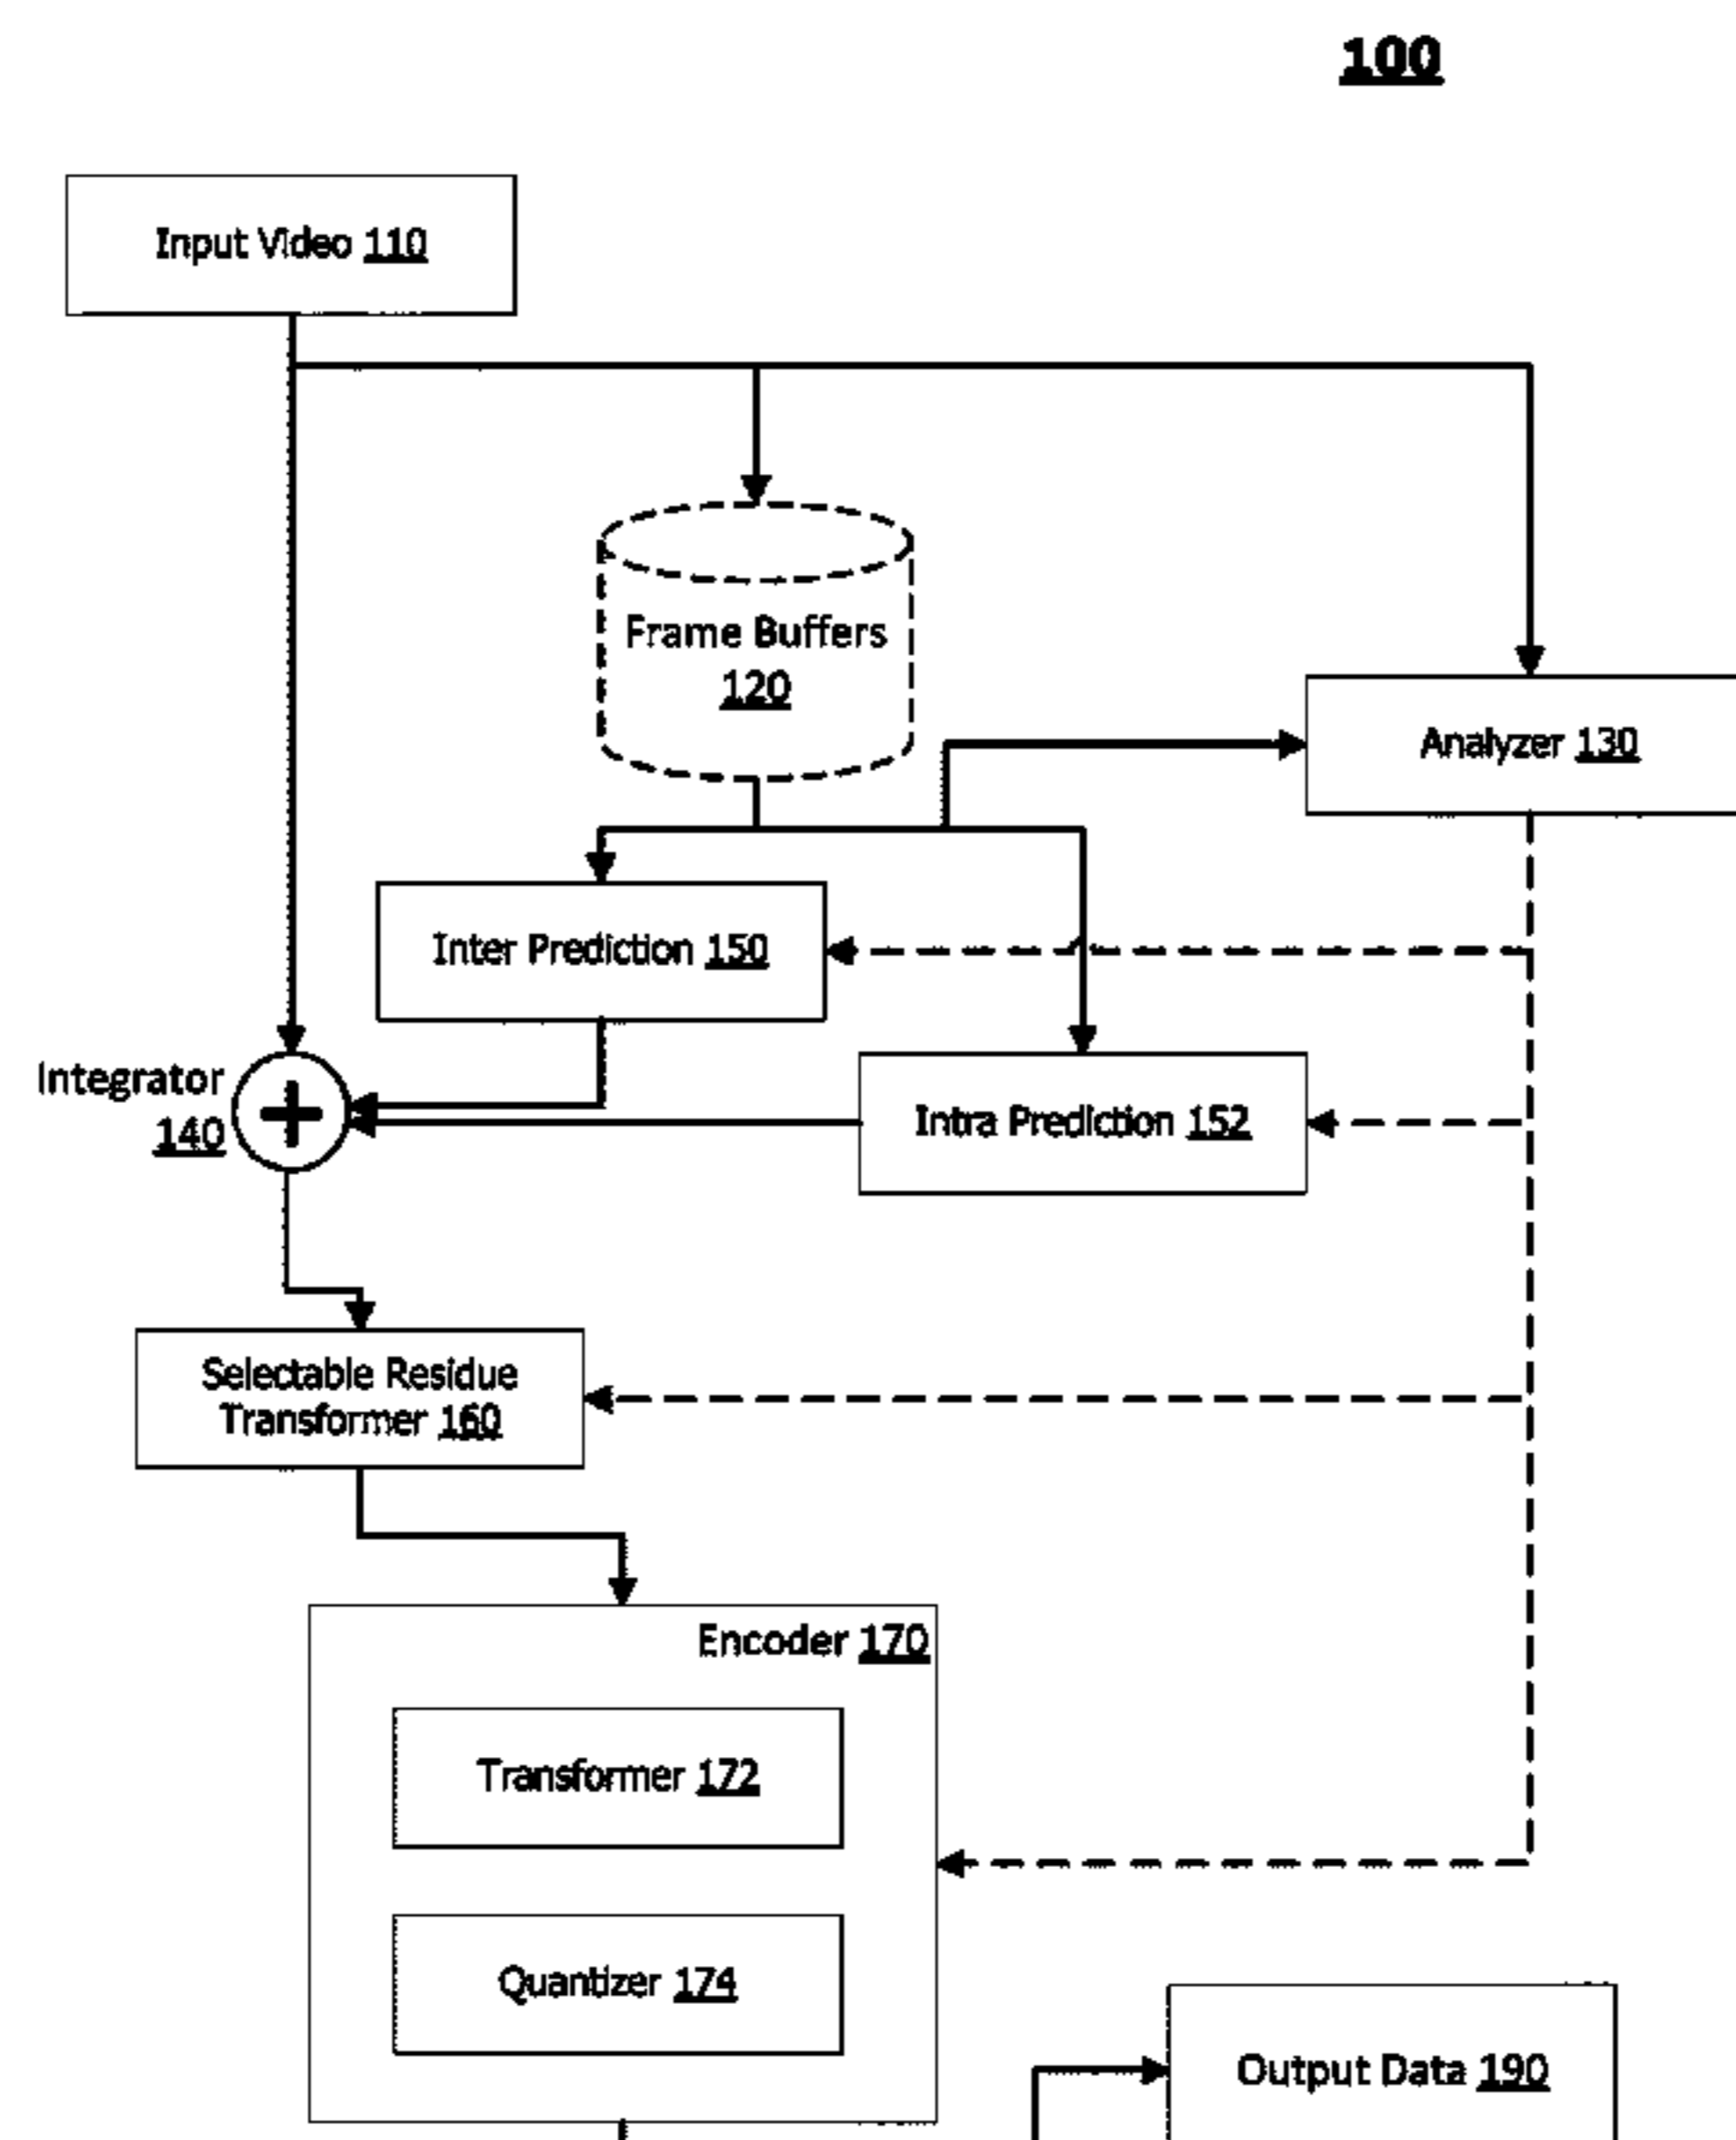 100
Input Video 110
Frame Buffers
120
Analyzer 130
Inter Prediction 150
Integrator
140
Intra Prediction 152
Selectable Residue
Transformer 160
Encoder 170
Transformer 172
Quantizer 174
Output Data 190